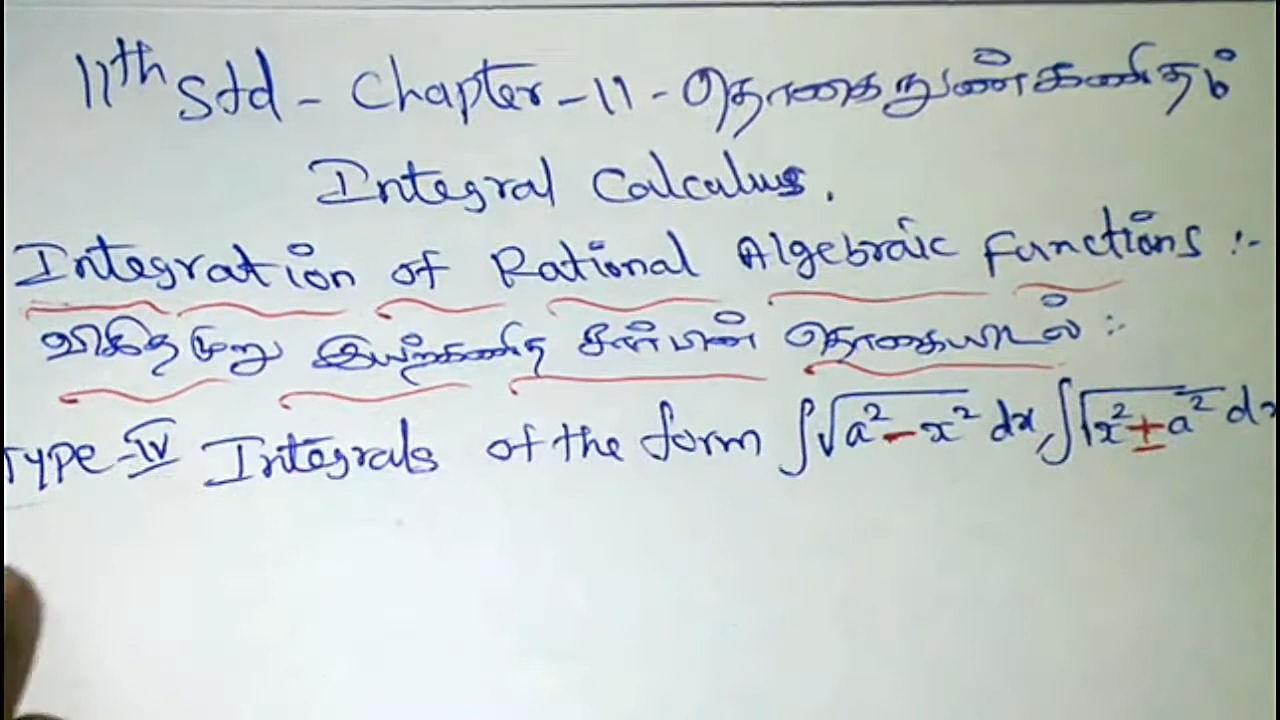 11th Std - Chapter - 11 - தொகை நுண்கணிதம்
Integral Calculus.
Integration of Rational Algebraic Functions :-
விகிதமுறு இயற்கணித சார்பின் தொகையிடல் :-
Type - IV Integrals of the form ∫√a² - x² dx, ∫√x² ± a² dx